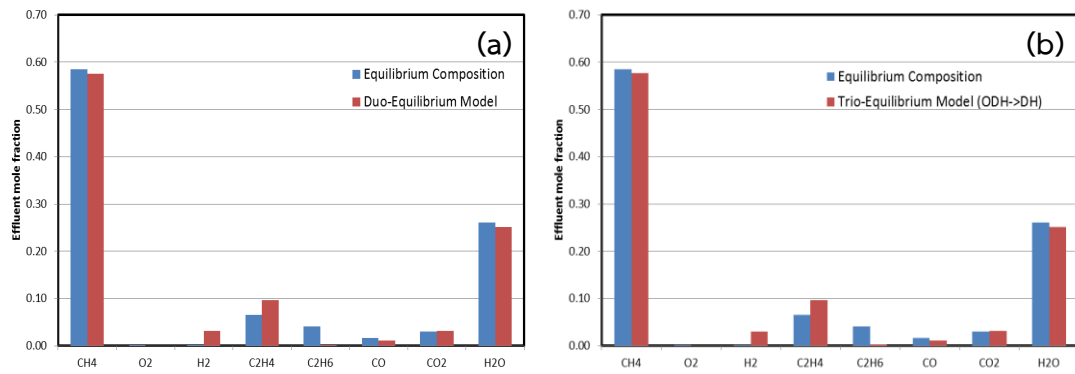 (a)
Effluent mole fraction
0.70
0.60
0.50
0.40
0.30
0.20
0.10
0.00
Equilibrium Composition
Duo-Equilibrium Model
CH4 O2 H2 C2H4 C2H6 CO CO2 H2O
(b)
Effluent mole fraction
0.70
0.60
0.50
0.40
0.30
0.20
0.10
0.00
Equilibrium Composition
Trio-Equilibrium Model (ODH->DH)
CH4 O2 H2 C2H4 C2H6 CO CO2 H2O